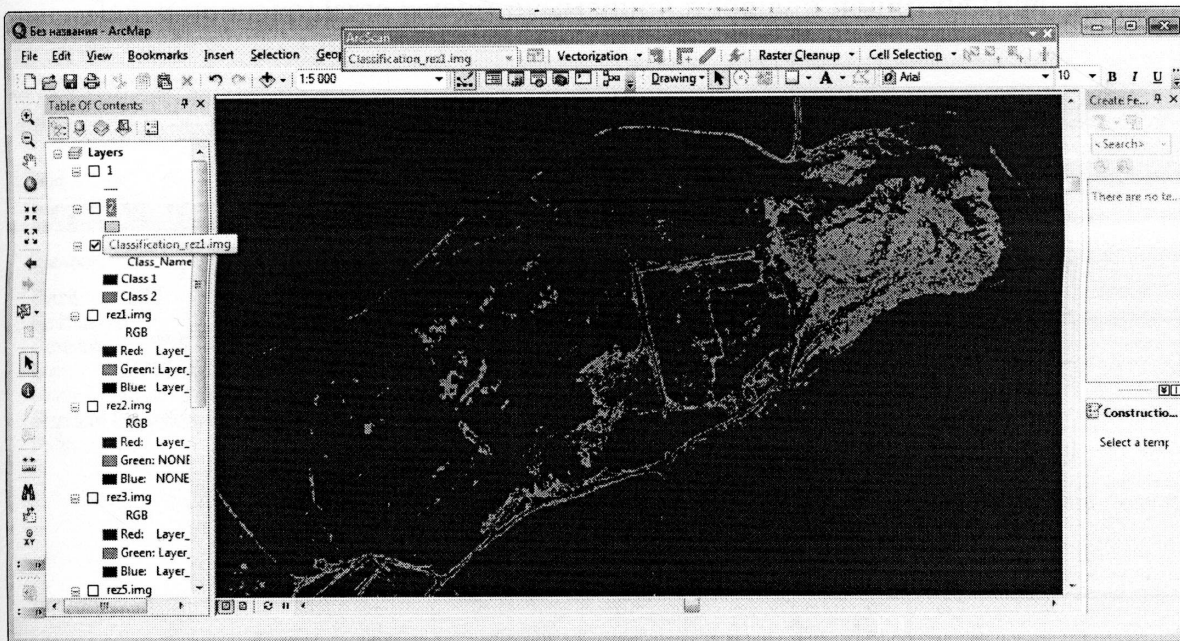 Без названия - ArcMap
ArcScan
File Edit View Bookmarks Insert Selection Geop
Classification_rez1.img Vectorization Raster Cleanup Cell Selection
1:5 000 Drawing A Arial 10 B I U
Table Of Contents
Create Fe...
Layers
<Search>
1
There are no te...
2
Classification_rez1.img
Class_Name
Class 1
Class 2
rez1.img
RGB
Red: Layer_
Green: Layer_
Blue: Layer_
rez2.img
RGB
Constructio...
Red: Layer_
Select a temp
Green: NONE
Blue: NONE
rez3.img
RGB
Red: Layer_
Green: Layer_
Blue: Layer_
rez5.img
XY